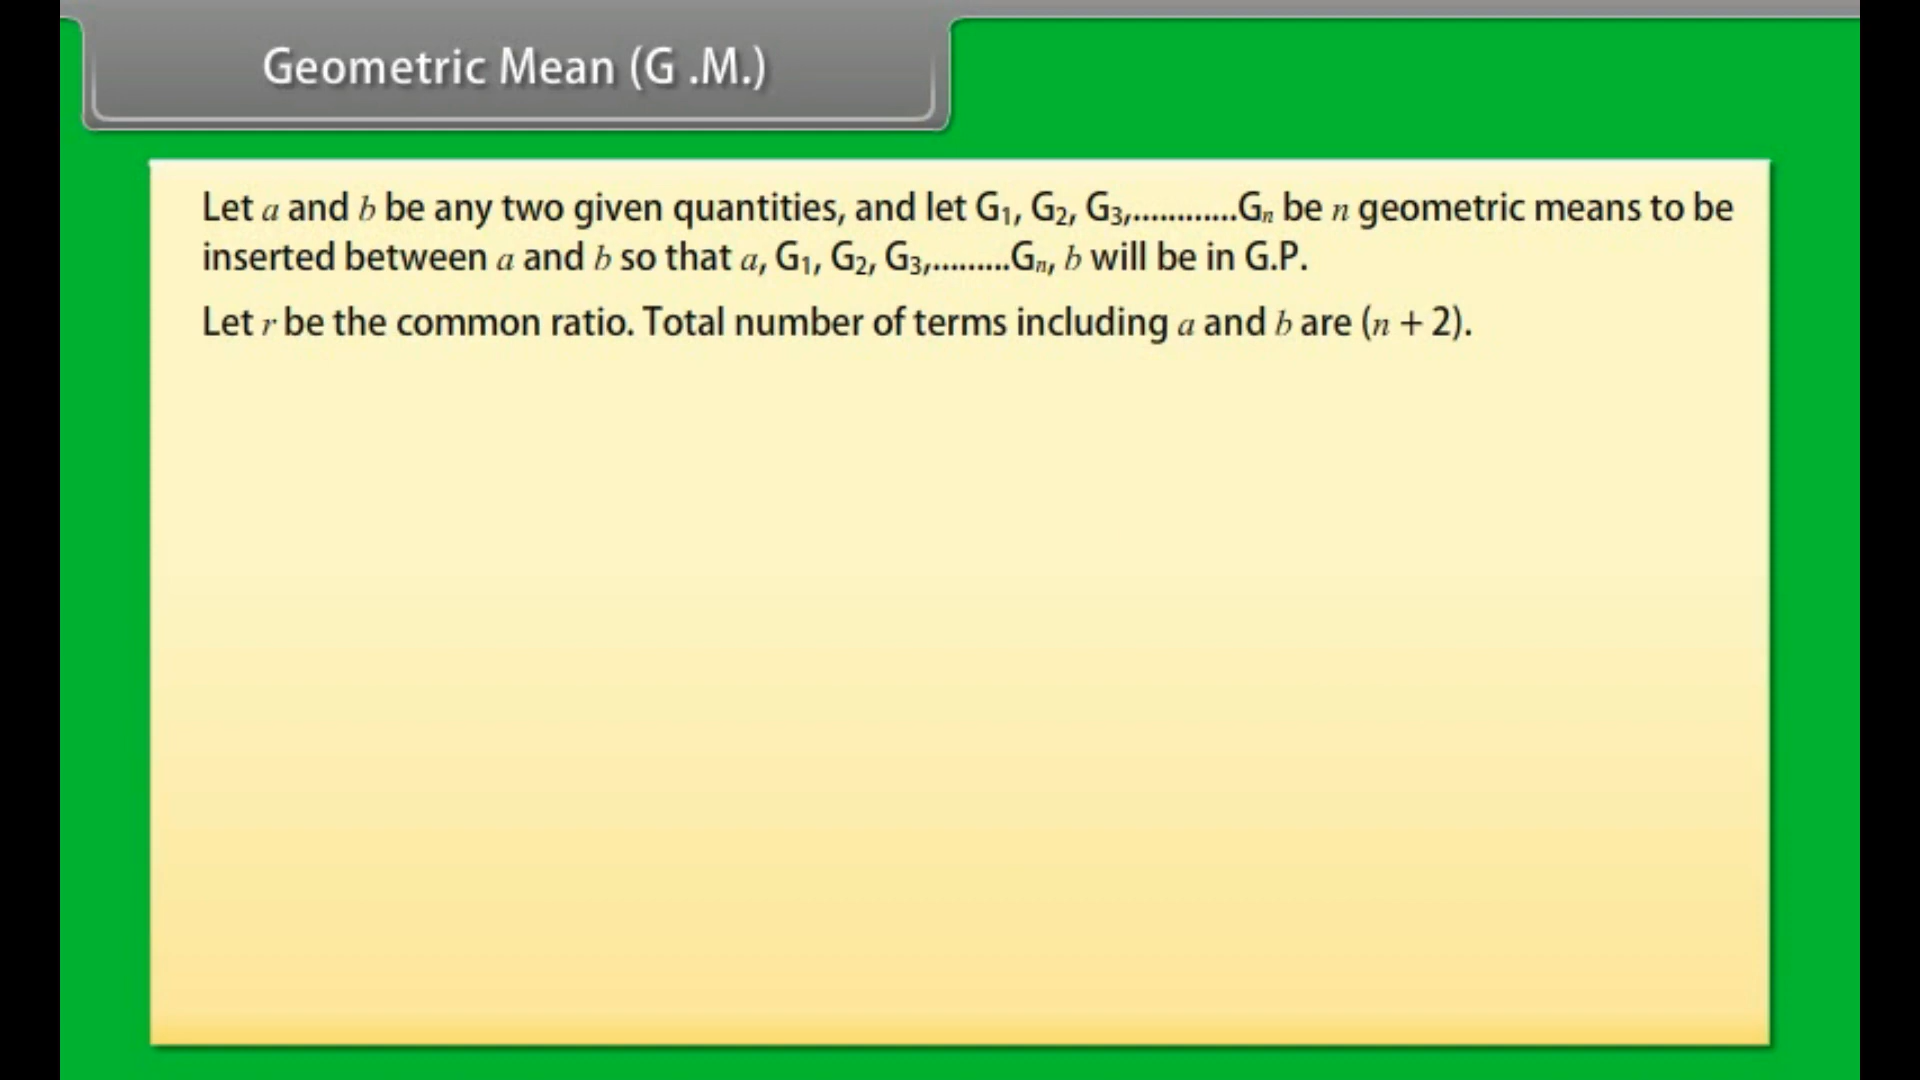 Geometric Mean (G .M.)
Let a and b be any two given quantities, and let G₁, G₂, G₃,............Gₙ be n geometric means to be
inserted between a and b so that a, G₁, G₂, G₃,.........Gₙ, b will be in G.P.
Let r be the common ratio. Total number of terms including a and b are (n + 2).